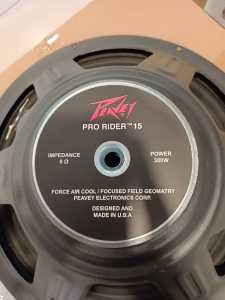 PEAVEY
PRO RIDER™15
IMPEDANCE
8 Ω
POWER
300W
FORCE AIR COOL / FOCUSED FIELD GEOMATRY
PEAVEY ELECTRONICS CORP.
DESIGNED AND
MADE IN U.S.A